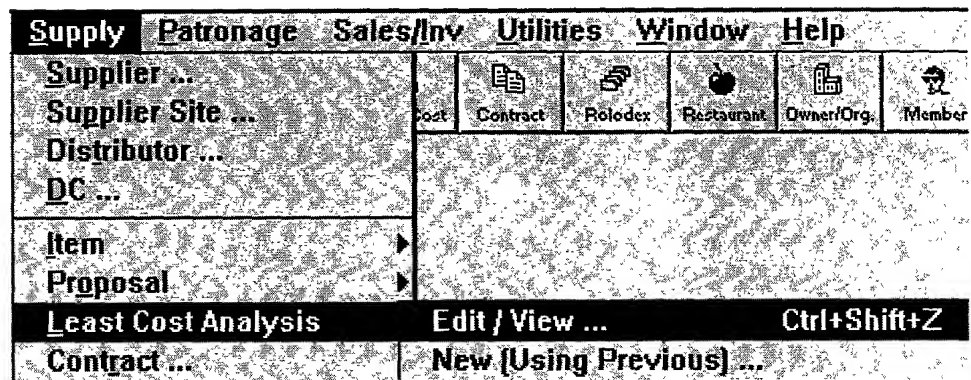 Supply Patronage Sales/Inv Utilities Window Help
Supplier ...
Supplier Site ...
Cost Contract Rolodex Restaurant Owner/Org. Member
Distributor ...
DC ...
Item
Proposal
Least Cost Analysis Edit / View ... Ctrl+Shift+Z
Contract ... New (Using Previous) ...